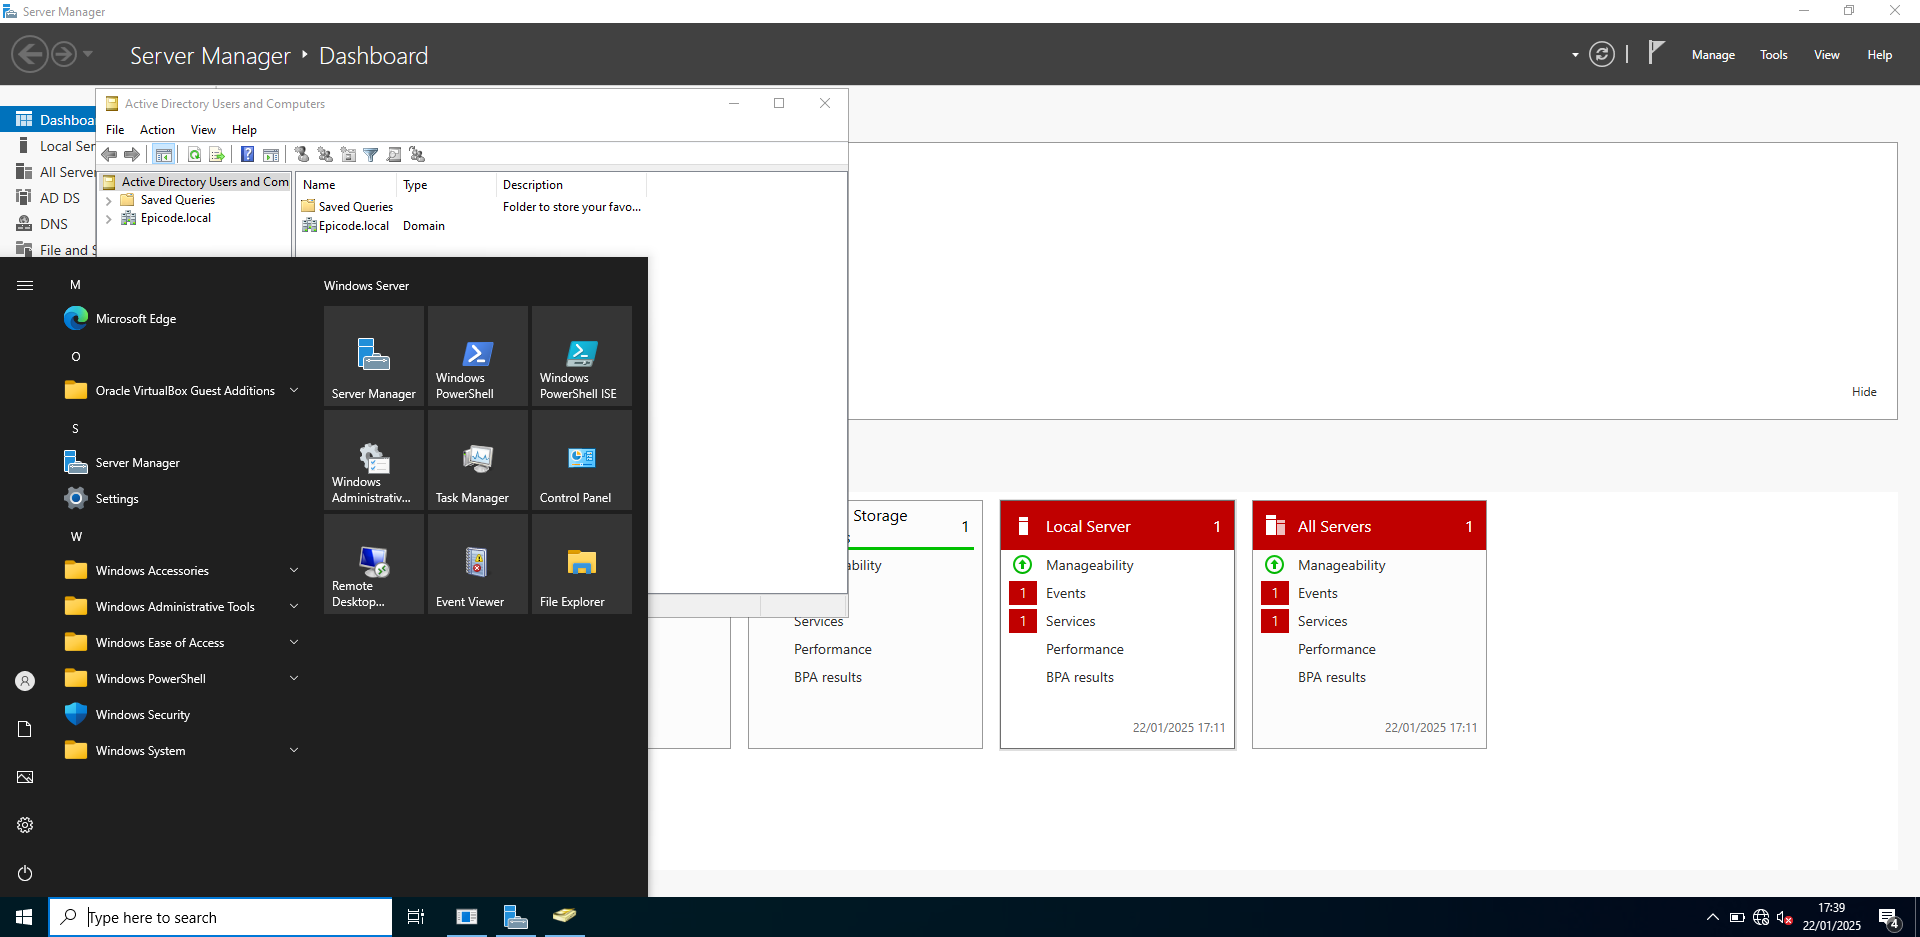 Server Manager
Server Manager ‣ Dashboard
Manage Tools View Help
Dashboa
Local Ser
All Server
AD DS
DNS
File and S
Active Directory Users and Computers
File Action View Help
Active Directory Users and Com
Saved Queries
Epicode.local
Name Type Description
Saved Queries Folder to store your favo...
Epicode.local Domain
Hide
M
Microsoft Edge
O
Oracle VirtualBox Guest Additions
S
Server Manager
Settings
W
Windows Accessories
Windows Administrative Tools
Windows Ease of Access
Windows PowerShell
Windows Security
Windows System
Windows Server
Server Manager
Windows PowerShell
Windows PowerShell ISE
Windows Administrativ...
Task Manager
Control Panel
Remote Desktop...
Event Viewer
File Explorer
Storage 1
s
ability
Services
Performance
BPA results
Local Server 1
Manageability
1 Events
1 Services
Performance
BPA results
22/01/2025 17:11
All Servers 1
Manageability
1 Events
1 Services
Performance
BPA results
22/01/2025 17:11
Type here to search
17:39
22/01/2025
4